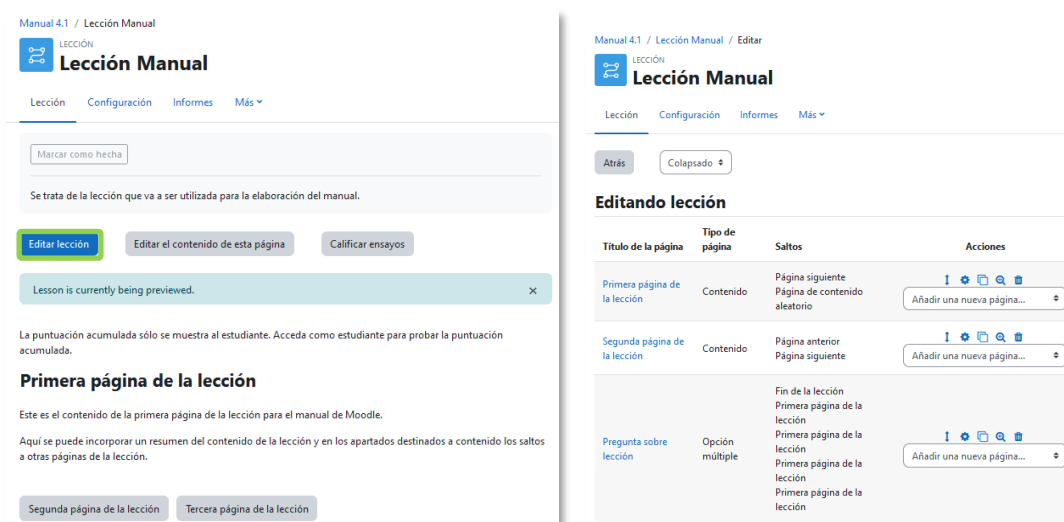 Manual 4.1 / Lección Manual
LECCIÓN
Lección Manual
Lección Configuración Informes Más
Marcar como hecha
Se trata de la lección que va a ser utilizada para la elaboración del manual.
Editar lección Editar el contenido de esta página Calificar ensayos
Lesson is currently being previewed. ×
La puntuación acumulada sólo se muestra al estudiante. Acceda como estudiante para probar la puntuación
acumulada.
Primera página de la lección
Este es el contenido de la primera página de la lección para el manual de Moodle.
Aquí se puede incorporar un resumen del contenido de la lección y en los apartados destinados a contenido los saltos
a otras páginas de la lección.
Segunda página de la lección Tercera página de la lección
Manual 4.1 / Lección Manual / Editar
LECCIÓN
Lección Manual
Lección Configuración Informes Más
Atrás Colapsado
Editando lección
Título de la página Tipo de
página Saltos Acciones
Primera página de
la lección
Contenido
Página siguiente
Página de contenido
aleatorio
Añadir una nueva página...
Segunda página de
la lección
Contenido
Página anterior
Página siguiente
Añadir una nueva página...
Pregunta sobre
lección
Opción
múltiple
Fin de la lección
Primera página de la
lección
Primera página de la
lección
Primera página de la
lección
Primera página de la
lección
Añadir una nueva página...